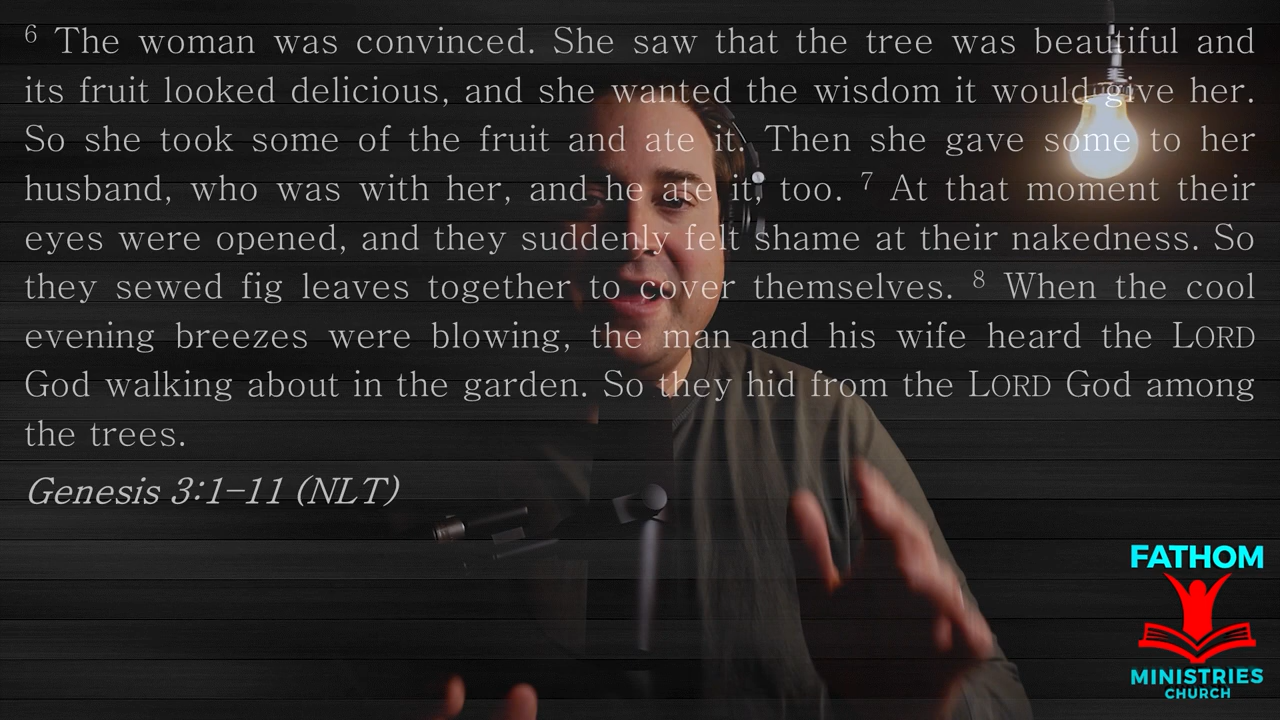 6 The woman was convinced. She saw that the tree was beautiful and
its fruit looked delicious, and she wanted the wisdom it would give her.
So she took some of the fruit and ate it. Then she gave some to her
husband, who was with her, and he ate it, too. 7 At that moment their
eyes were opened, and they suddenly felt shame at their nakedness. So
they sewed fig leaves together to cover themselves. 8 When the cool
evening breezes were blowing, the man and his wife heard the LORD
God walking about in the garden. So they hid from the LORD God among
the trees.
Genesis 3:1–11 (NLT)
FATHOM
MINISTRIES
CHURCH